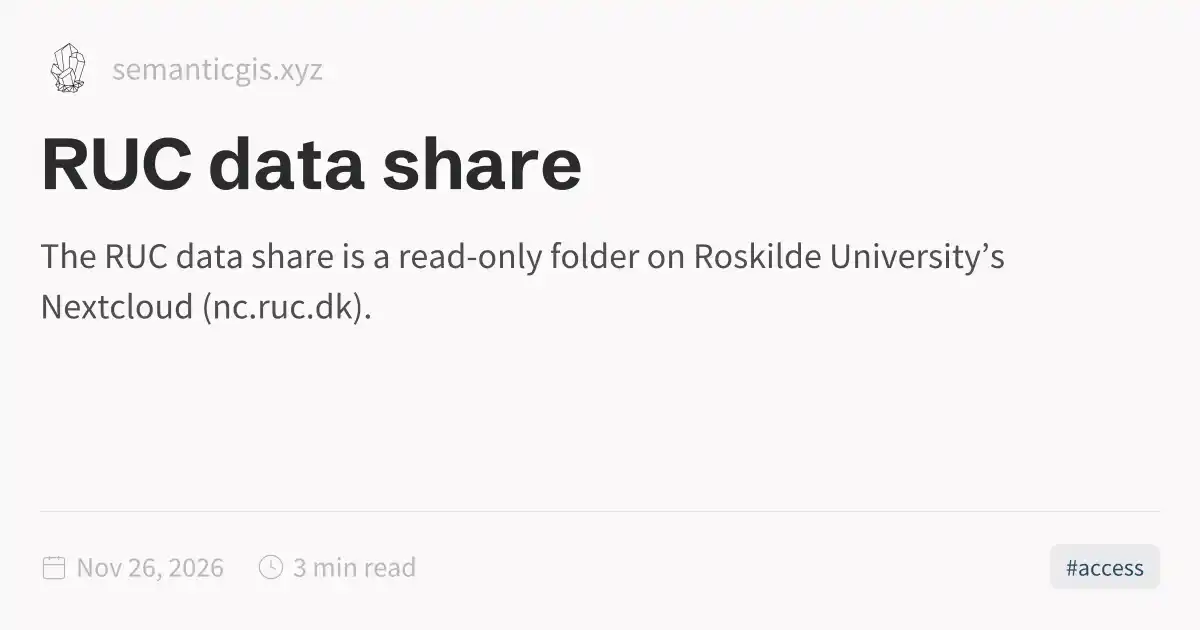 semanticgis.xyz
RUC data share
The RUC data share is a read-only folder on Roskilde University’s
Nextcloud (nc.ruc.dk).
Nov 26, 2026
3 min read
#access